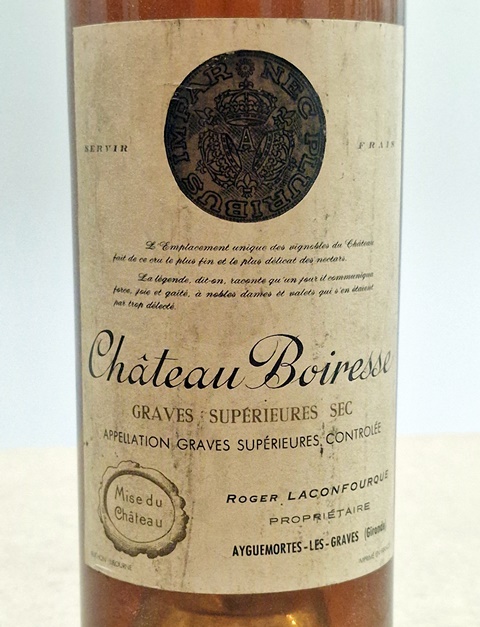 NEC PLURIBUS IMPAR
A
SERVIR FRAIS
L'Emplacement unique des vignobles du Château
fait de ce cru le plus fin et le plus délicat des nectars.
La légende, dit-on, raconte qu'un jour il communiqua
force, joie et gaîté, à nobles dames et valets qui s'en étaient
par trop délecté.
Château Boiresse
GRAVES SUPÉRIEURES SEC
APPELLATION GRAVES SUPÉRIEURES CONTROLÉE
Mise du
Château
ROGER LACONFOURQUE
PROPRIÉTAIRE
AYGUEMORTES-LES-GRAVES (Gironde)